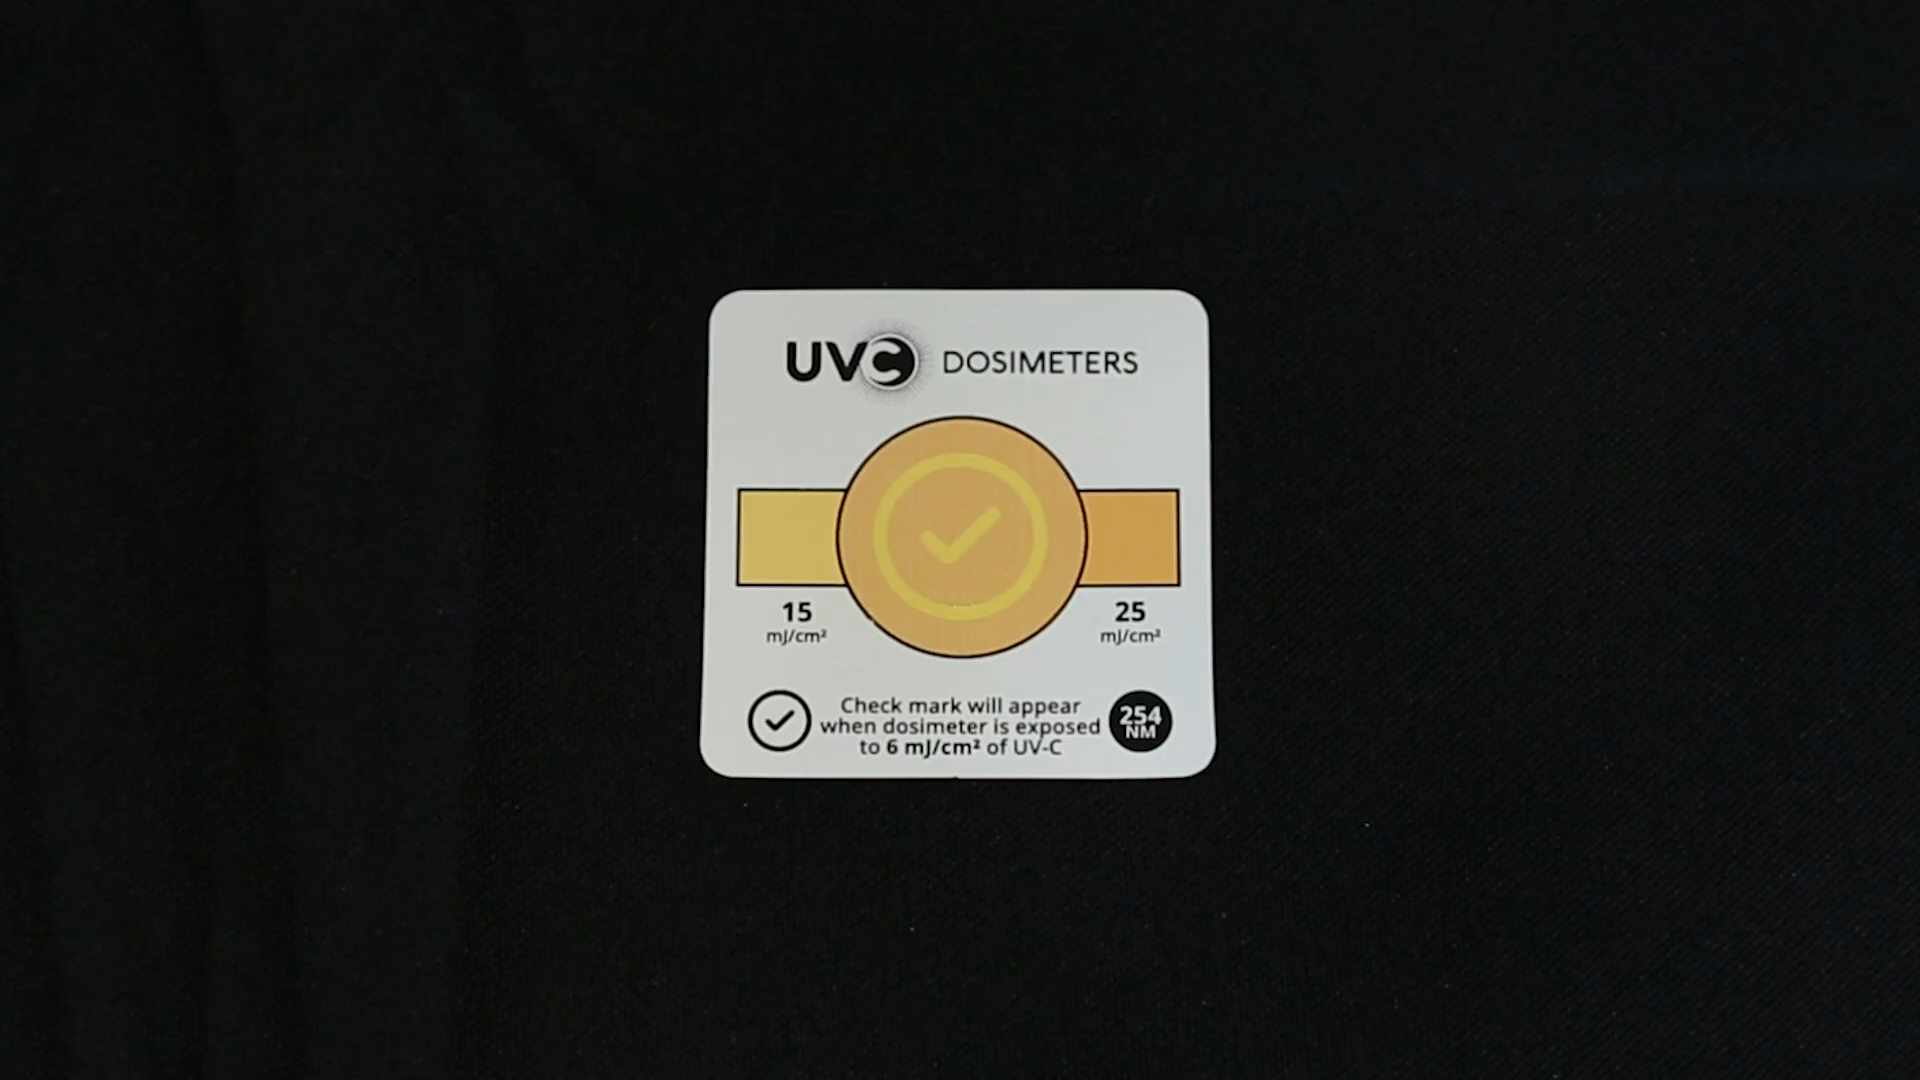 UVC DOSIMETERS
15 mJ/cm²
25 mJ/cm²
Check mark will appear
when dosimeter is exposed
to 6 mJ/cm² of UV-C
254
NM